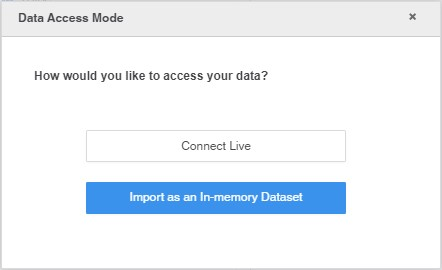 Data Access Mode
How would you like to access your data?
Connect Live
Import as an In-memory Dataset